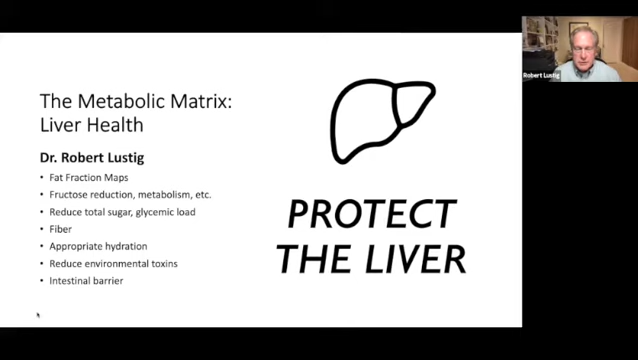 The Metabolic Matrix:
Liver Health
Dr. Robert Lustig
• Fat Fraction Maps
• Fructose reduction, metabolism, etc.
• Reduce total sugar, glycemic load
• Fiber
• Appropriate hydration
• Reduce environmental toxins
• Intestinal barrier
PROTECT
THE LIVER
Robert Lustig